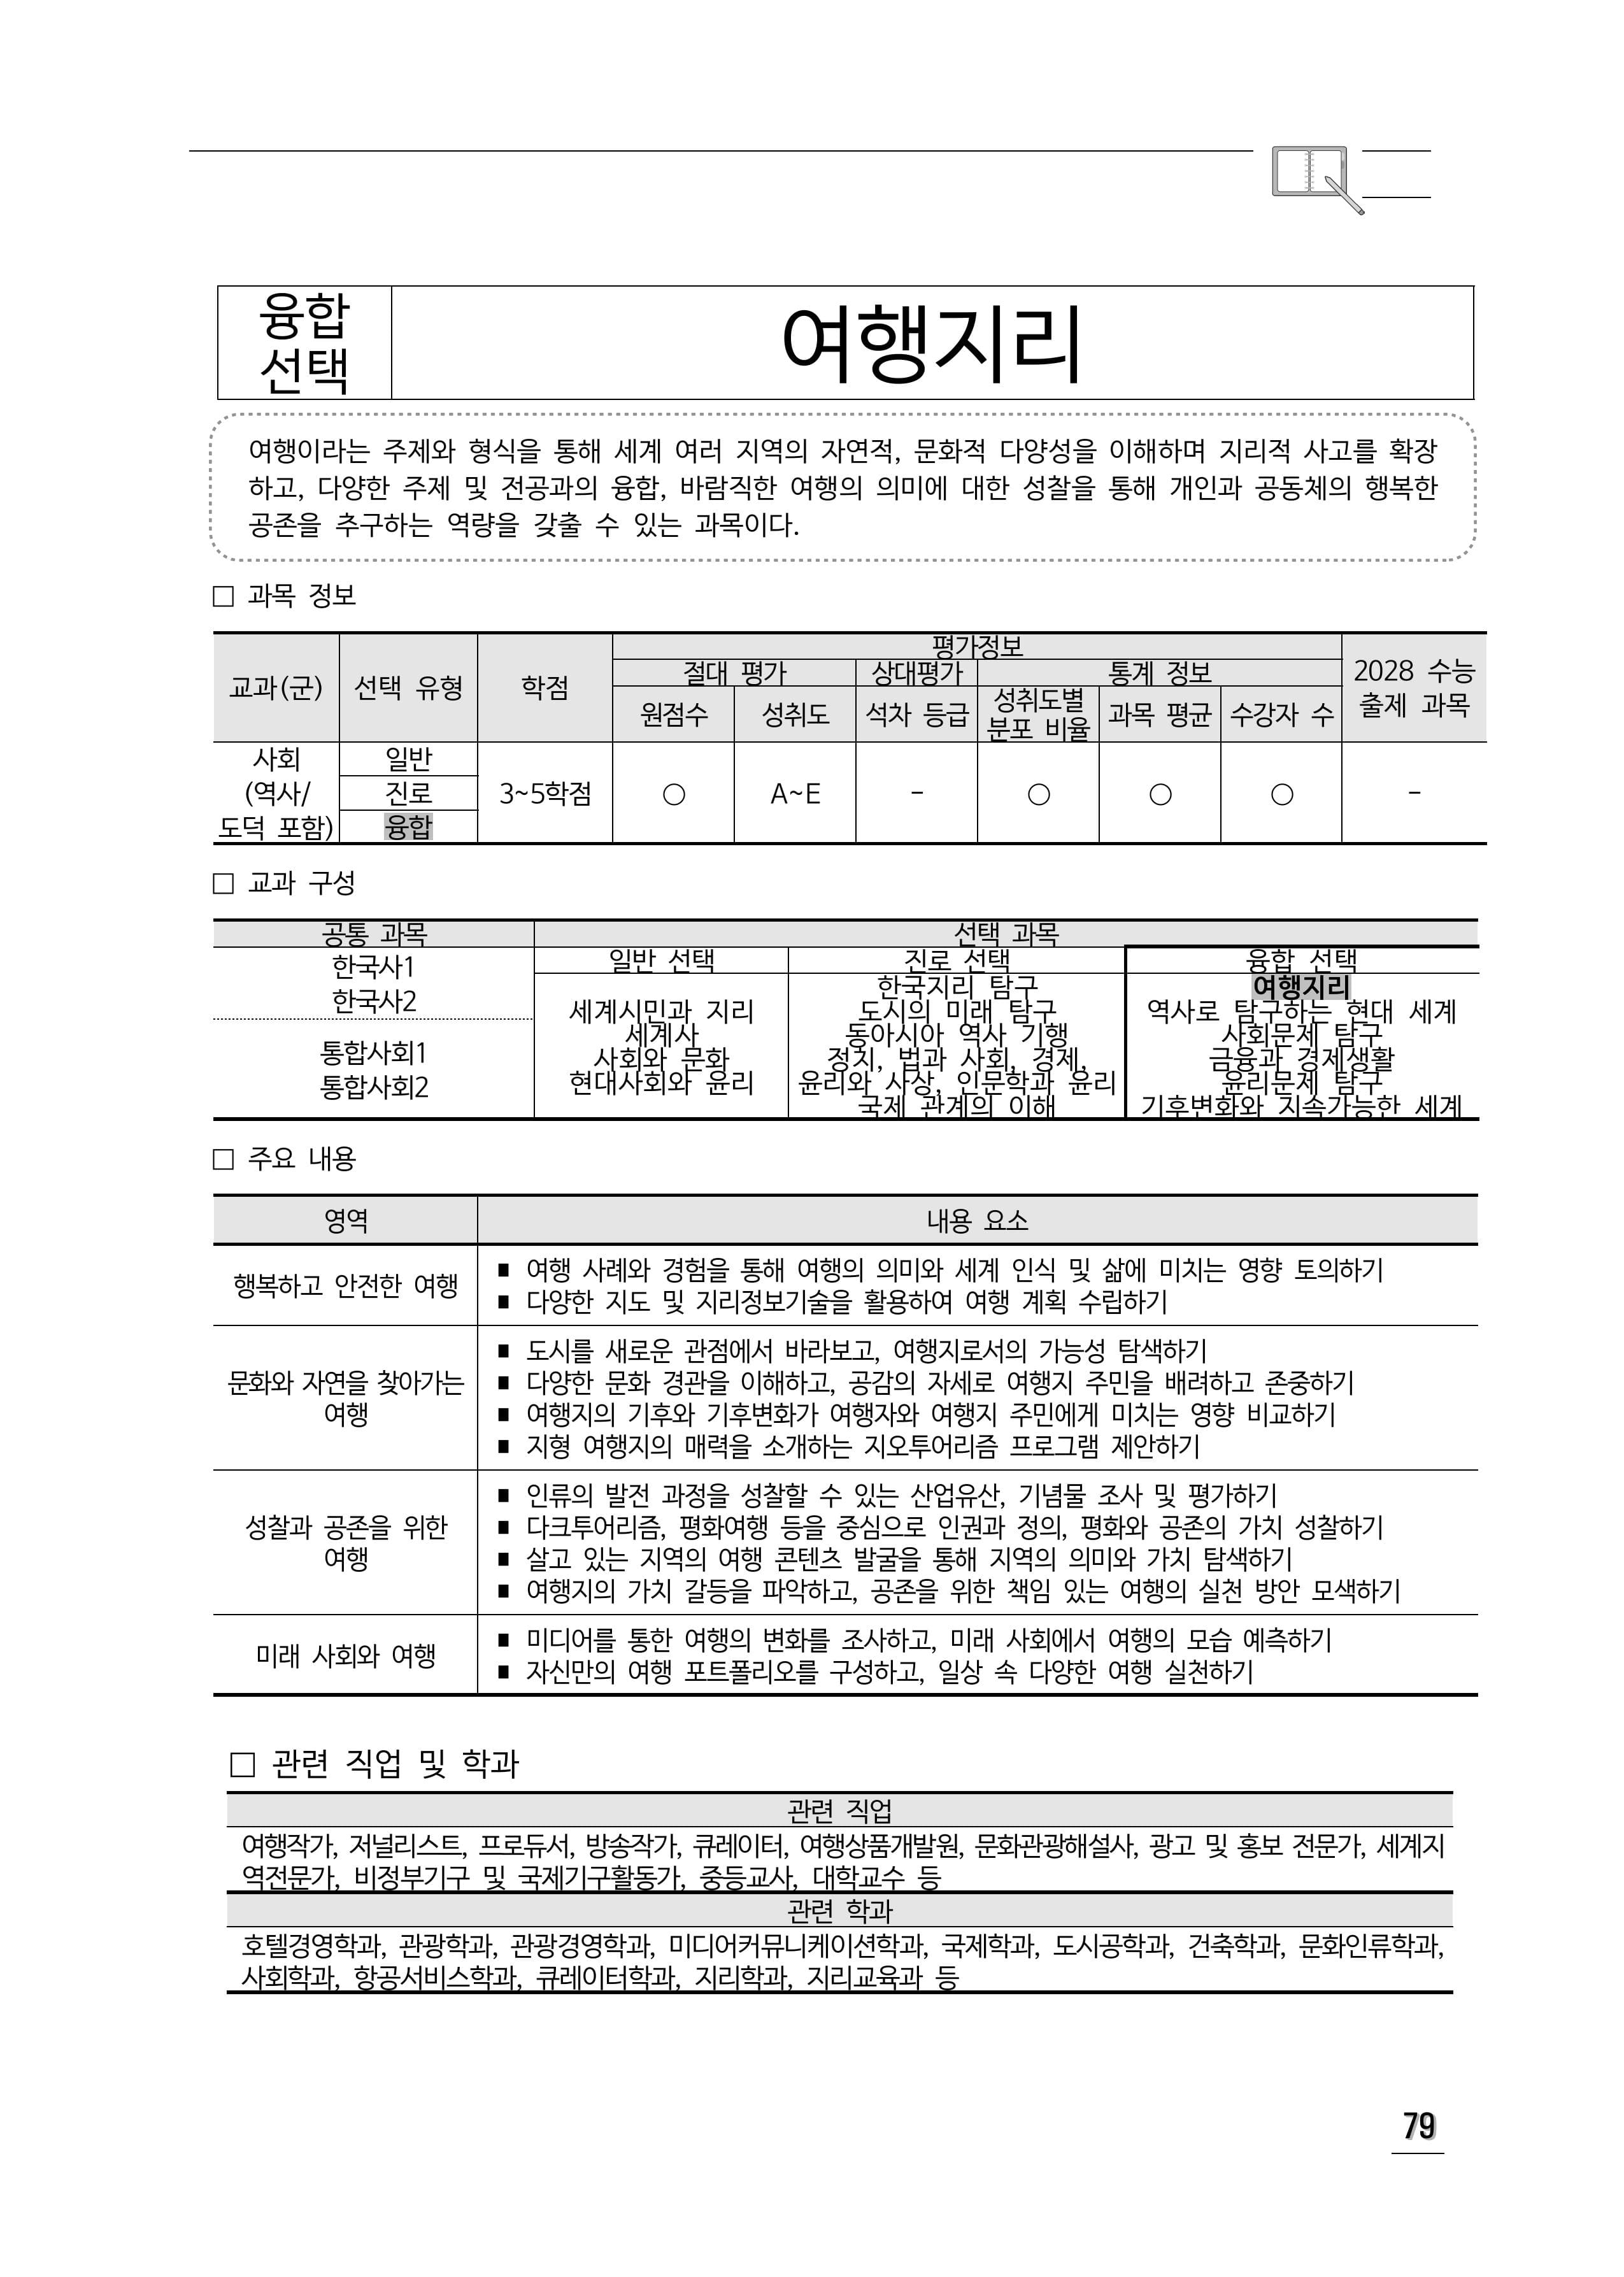 융합
선택
여행지리
여행이라는 주제와 형식을 통해 세계 여러 지역의 자연적, 문화적 다양성을 이해하며 지리적 사고를 확장
하고, 다양한 주제 및 전공과의 융합, 바람직한 여행의 의미에 대한 성찰을 통해 개인과 공동체의 행복한
공존을 추구하는 역량을 갖출 수 있는 과목이다.
□ 과목 정보
교과(군) 선택 유형 학점 평가정보 2028 수능 출제 과목
절대 평가 상대평가 통계 정보
원점수 성취도 석차 등급 성취도별 분포 비율 과목 평균 수강자 수
사회
(역사/
도덕 포함)
일반
진로
융합
3~5학점 ○ A~E - ○ ○ ○ -
□ 교과 구성
공통 과목 선택 과목
한국사1
한국사2
통합사회1
통합사회2
일반 선택
세계시민과 지리
세계사
사회와 문화
현대사회와 윤리
진로 선택
한국지리 탐구
도시의 미래 탐구
동아시아 역사 기행
정치, 법과 사회, 경제,
윤리와 사상, 인문학과 윤리
국제 관계의 이해
융합 선택
여행지리
역사로 탐구하는 현대 세계
사회문제 탐구
금융과 경제생활
윤리문제 탐구
기후변화와 지속가능한 세계
□ 주요 내용
영역 내용 요소
행복하고 안전한 여행
■ 여행 사례와 경험을 통해 여행의 의미와 세계 인식 및 삶에 미치는 영향 토의하기
■ 다양한 지도 및 지리정보기술을 활용하여 여행 계획 수립하기
문화와 자연을 찾아가는
여행
■ 도시를 새로운 관점에서 바라보고, 여행지로서의 가능성 탐색하기
■ 다양한 문화 경관을 이해하고, 공감의 자세로 여행지 주민을 배려하고 존중하기
■ 여행지의 기후와 기후변화가 여행자와 여행지 주민에게 미치는 영향 비교하기
■ 지형 여행지의 매력을 소개하는 지오투어리즘 프로그램 제안하기
성찰과 공존을 위한
여행
■ 인류의 발전 과정을 성찰할 수 있는 산업유산, 기념물 조사 및 평가하기
■ 다크투어리즘, 평화여행 등을 중심으로 인권과 정의, 평화와 공존의 가치 성찰하기
■ 살고 있는 지역의 여행 콘텐츠 발굴을 통해 지역의 의미와 가치 탐색하기
■ 여행지의 가치 갈등을 파악하고, 공존을 위한 책임 있는 여행의 실천 방안 모색하기
미래 사회와 여행
■ 미디어를 통한 여행의 변화를 조사하고, 미래 사회에서 여행의 모습 예측하기
■ 자신만의 여행 포트폴리오를 구성하고, 일상 속 다양한 여행 실천하기
□ 관련 직업 및 학과
관련 직업
여행작가, 저널리스트, 프로듀서, 방송작가, 큐레이터, 여행상품개발원, 문화관광해설사, 광고 및 홍보 전문가, 세계지
역전문가, 비정부기구 및 국제기구활동가, 중등교사, 대학교수 등
관련 학과
호텔경영학과, 관광학과, 관광경영학과, 미디어커뮤니케이션학과, 국제학과, 도시공학과, 건축학과, 문화인류학과,
사회학과, 항공서비스학과, 큐레이터학과, 지리학과, 지리교육과 등
79